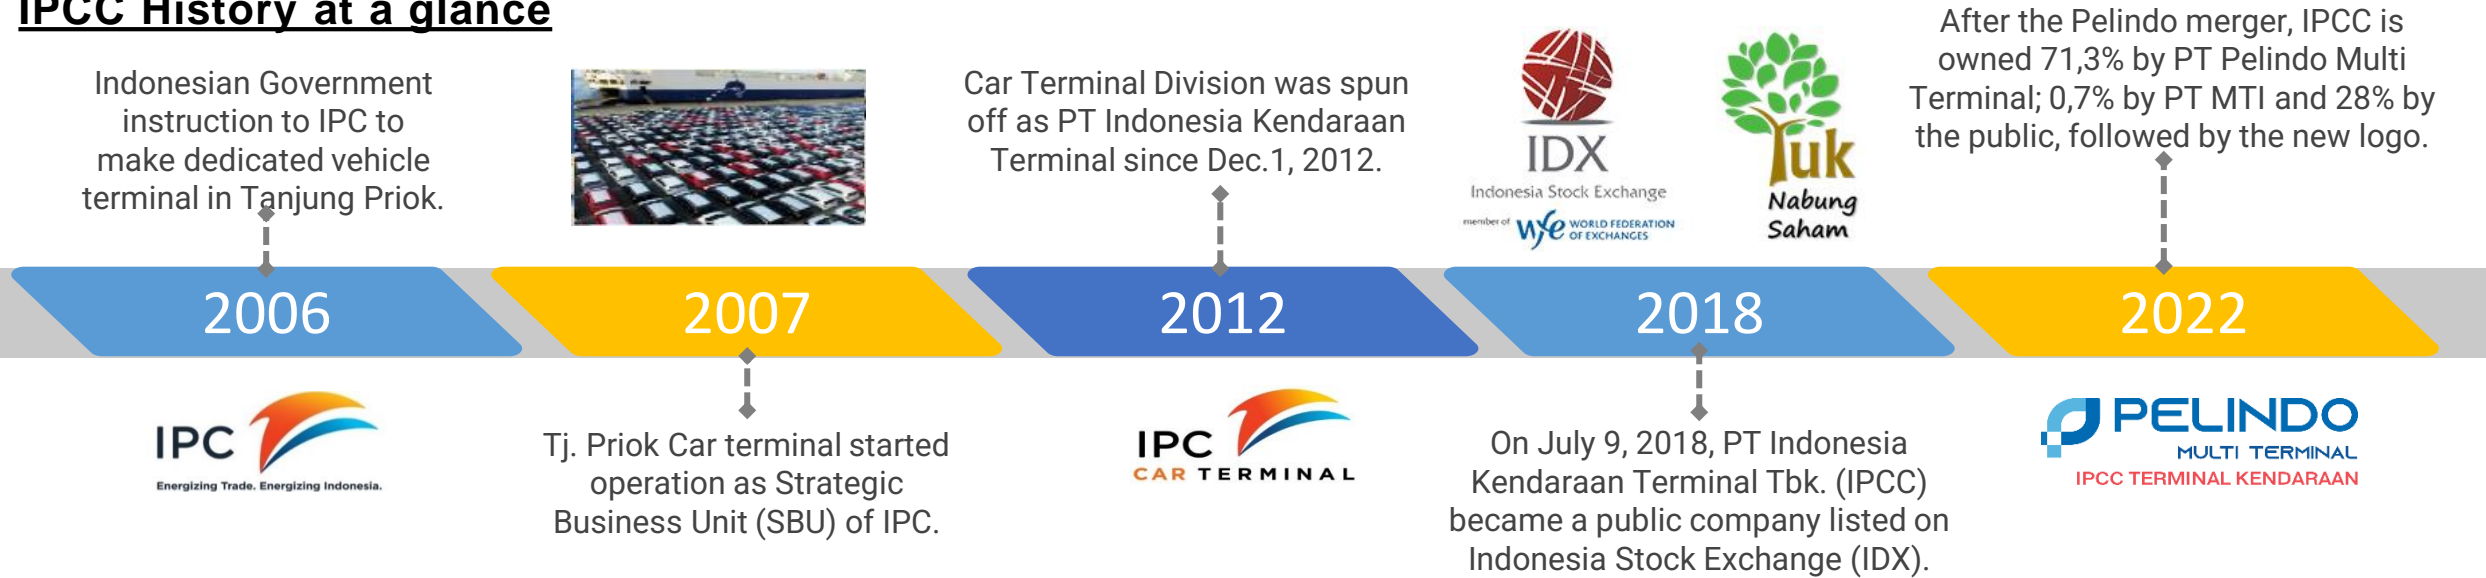 IPCC History at a glance
Indonesian Government
instruction to IPC to
make dedicated vehicle
terminal in Tanjung Priok.
Car Terminal Division was spun
off as PT Indonesia Kendaraan
Terminal since Dec.1, 2012.
IDX
Indonesia Stock Exchange
member of
wfe WORLD FEDERATION
OF EXCHANGES
Yuk
Nabung
Saham
After the Pelindo merger, IPCC is
owned 71,3% by PT Pelindo Multi
Terminal; 0,7% by PT MTI and 28% by
the public, followed by the new logo.
2006
2007
2012
2018
2022
IPC
Energizing Trade. Energizing Indonesia.
Tj. Priok Car terminal started
operation as Strategic
Business Unit (SBU) of IPC.
IPC
CAR TERMINAL
On July 9, 2018, PT Indonesia
Kendaraan Terminal Tbk. (IPCC)
became a public company listed on
Indonesia Stock Exchange (IDX).
PELINDO
MULTI TERMINAL
IPCC TERMINAL KENDARAAN